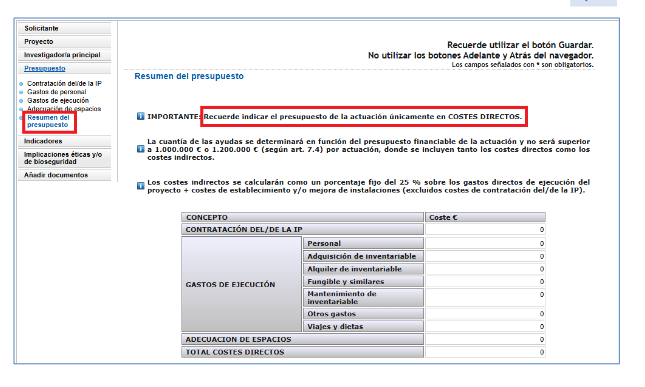 Solicitante
Proyecto
Investigador/a principal
Presupuesto
Contratación del/de la IP
Gastos de personal
Gastos de ejecución
Adecuación de espacios
Resumen del
presupuesto
Indicadores
Implicaciones éticas y/o
de bioseguridad
Añadir documentos
Recuerde utilizar el botón Guardar.
No utilizar los botones Adelante y Atrás del navegador.
Los campos señalados con * son obligatorios.
Resumen del presupuesto
IMPORTANTE: Recuerde indicar el presupuesto de la actuación únicamente en COSTES DIRECTOS.
La cuantía de las ayudas se determinará en función del presupuesto financiable de la actuación y no será superior
a 1.000.000 € o 1.200.000 € (según art. 7.4) por actuación, donde se incluyen tanto los costes directos como los
costes indirectos.
Los costes indirectos se calcularán como un porcentaje fijo del 25 % sobre los gastos directos de ejecución del
proyecto + costes de establecimiento y/o mejora de instalaciones (excluidos costes de contratación del/de la IP).
CONCEPTO Coste €
CONTRATACIÓN DEL/DE LA IP 0
GASTOS DE EJECUCIÓN
Personal 0
Adquisición de inventariable 0
Alquiler de inventariable 0
Fungible y similares 0
Mantenimiento de
inventariable 0
Otros gastos 0
Viajes y dietas 0
ADECUACION DE ESPACIOS 0
TOTAL COSTES DIRECTOS 0